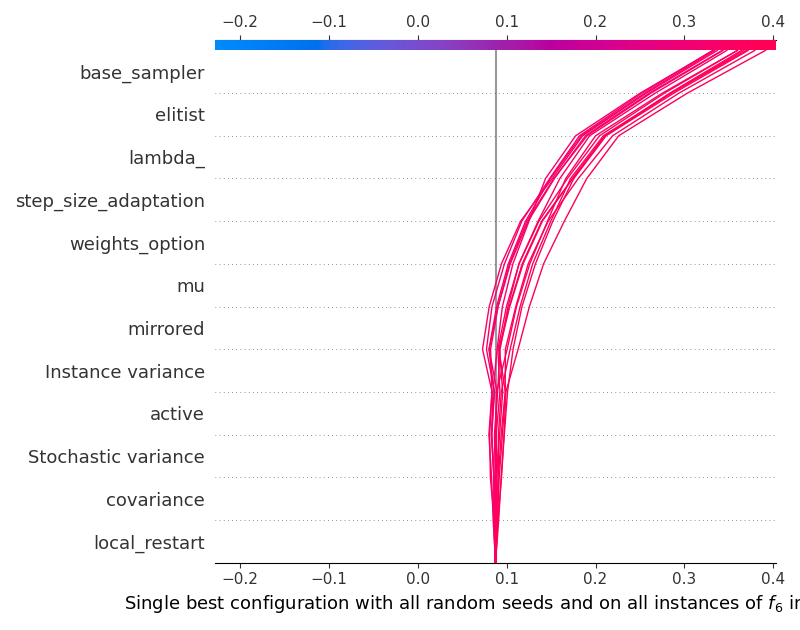 −0.2 −0.1 0.0 0.1 0.2 0.3 0.4
base_sampler
elitist
lambda_
step_size_adaptation
weights_option
mu
mirrored
Instance variance
active
Stochastic variance
covariance
local_restart
−0.2 −0.1 0.0 0.1 0.2 0.3 0.4
Single best configuration with all random seeds and on all instances of f₆ in